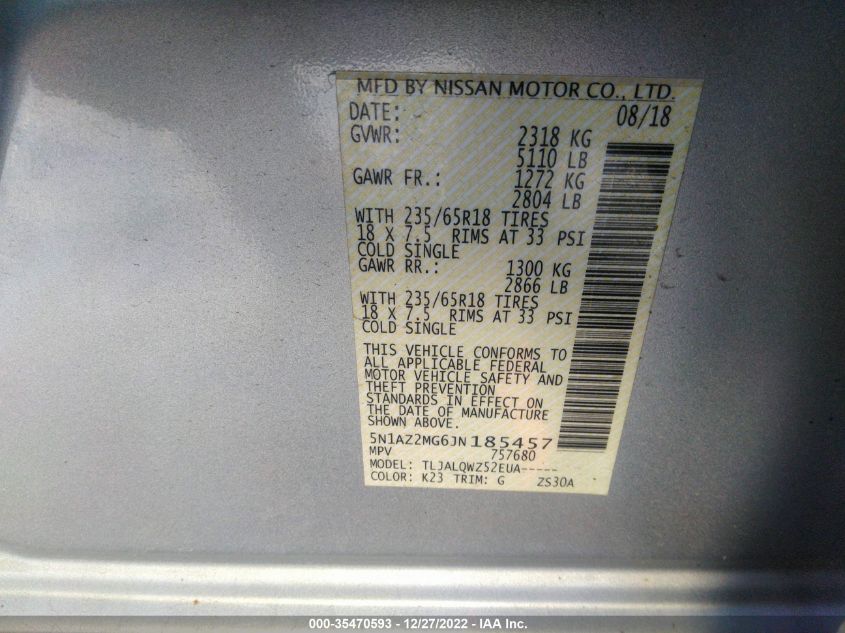 MFD BY NISSAN MOTOR CO., LTD.
DATE: 08/18
GVWR: 2318 KG
5110 LB
GAWR FR.: 1272 KG
2804 LB
WITH 235/65R18 TIRES
18 X 7.5 RIMS AT 33 PSI
COLD SINGLE
GAWR RR.: 1300 KG
2866 LB
WITH 235/65R18 TIRES
18 X 7.5 RIMS AT 33 PSI
COLD SINGLE
THIS VEHICLE CONFORMS TO
ALL APPLICABLE FEDERAL
MOTOR VEHICLE SAFETY AND
THEFT PREVENTION
STANDARDS IN EFFECT ON
THE DATE OF MANUFACTURE
SHOWN ABOVE.
5N1AZ2MG6JN185457
MPV 757680
MODEL: TLJALQWZ52EUA-----
COLOR: K23 TRIM: G ZS30A
000-35470593 - 12/27/2022 - IAA Inc.